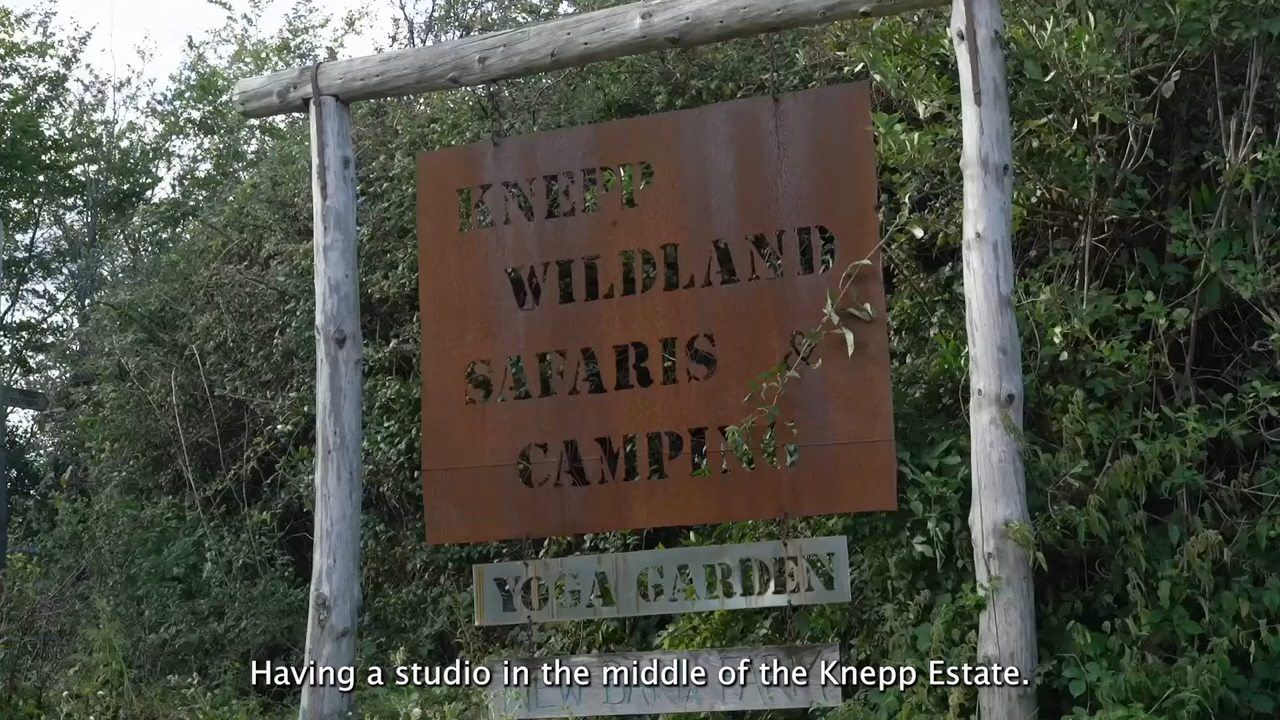 KNEPP
WILDLAND
SAFARIS &
CAMPING
YOGA GARDEN
Having a studio in the middle of the Knepp Estate.